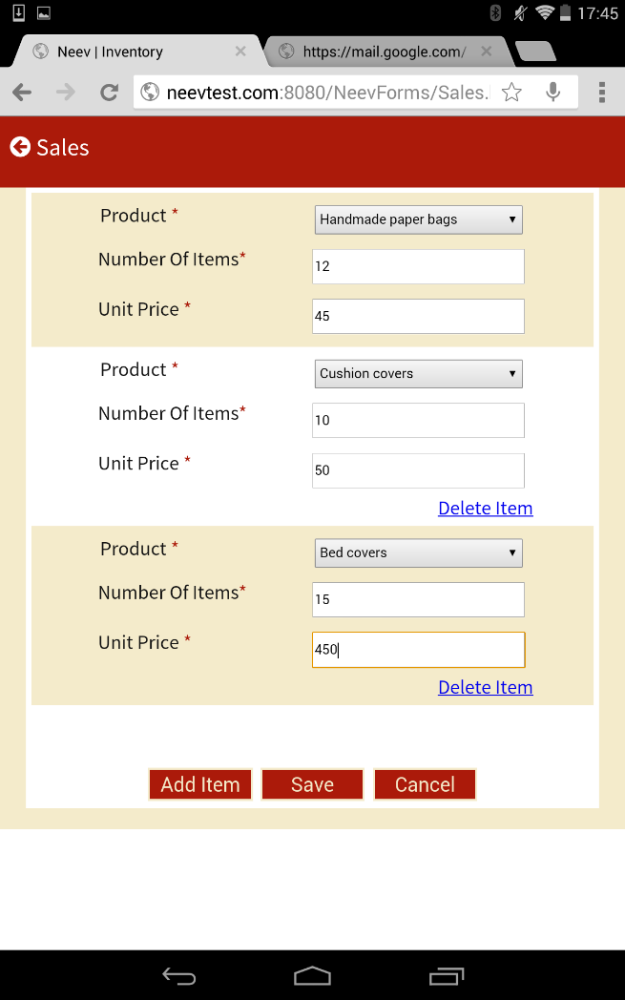 17:45
Neev | Inventory
https://mail.google.com/
neevtest.com:8080/NeevForms/Sales.
Sales
Product *
Handmade paper bags
Number Of Items*
12
Unit Price *
45
Product *
Cushion covers
Number Of Items*
10
Unit Price *
50
Delete Item
Product *
Bed covers
Number Of Items*
15
Unit Price *
450
Delete Item
Add Item
Save
Cancel